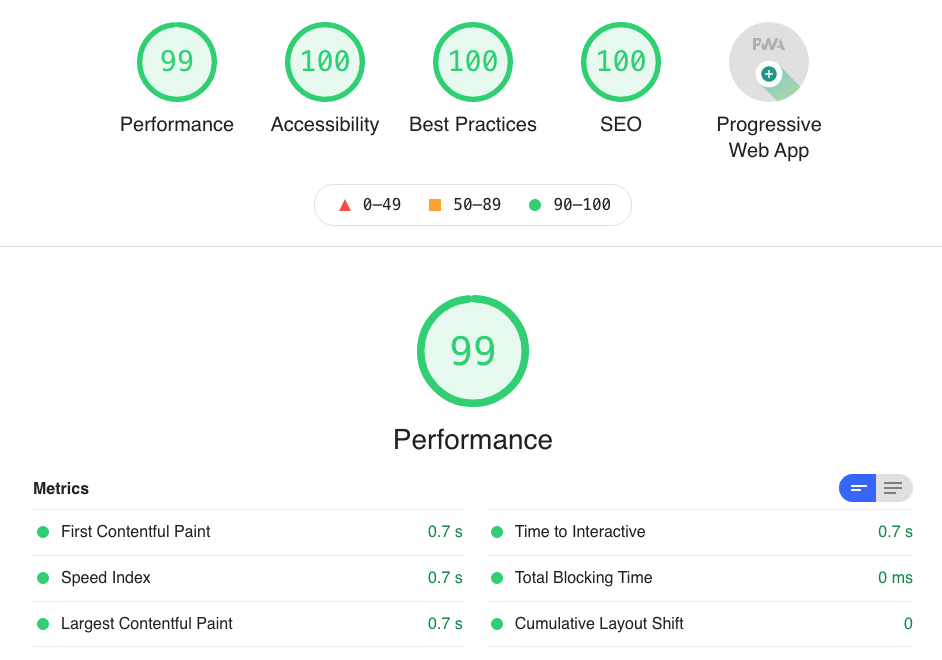 99 100 100 100 PWA
Performance Accessibility Best Practices SEO Progressive
Web App
0–49 50–89 90–100
99
Performance
Metrics
First Contentful Paint 0.7 s Time to Interactive 0.7 s
Speed Index 0.7 s Total Blocking Time 0 ms
Largest Contentful Paint 0.7 s Cumulative Layout Shift 0